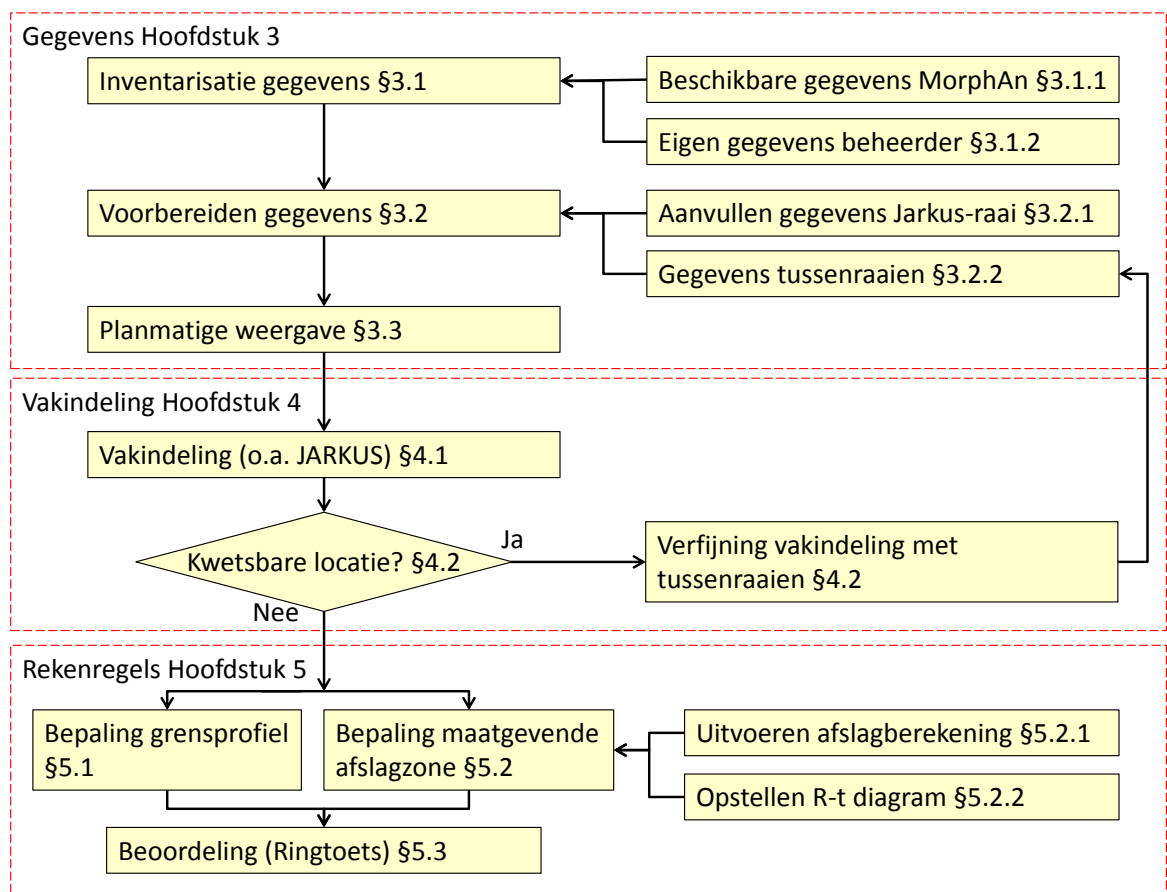 Gegevens Hoofdstuk 3
Inventarisatie gegevens §3.1
Beschikbare gegevens MorphAn §3.1.1
Eigen gegevens beheerder §3.1.2
Voorbereiden gegevens §3.2
Aanvullen gegevens Jarkus-raai §3.2.1
Gegevens tussenraaien §3.2.2
Planmatige weergave §3.3
Vakindeling Hoofdstuk 4
Vakindeling (o.a. JARKUS) §4.1
Kwetsbare locatie? §4.2
Ja
Verfijning vakindeling met
tussenraaien §4.2
Nee
Rekenregels Hoofdstuk 5
Bepaling grensprofiel
§5.1
Bepaling maatgevende
afslagzone §5.2
Uitvoeren afslagberekening §5.2.1
Opstellen R-t diagram §5.2.2
Beoordeling (Ringtoets) §5.3